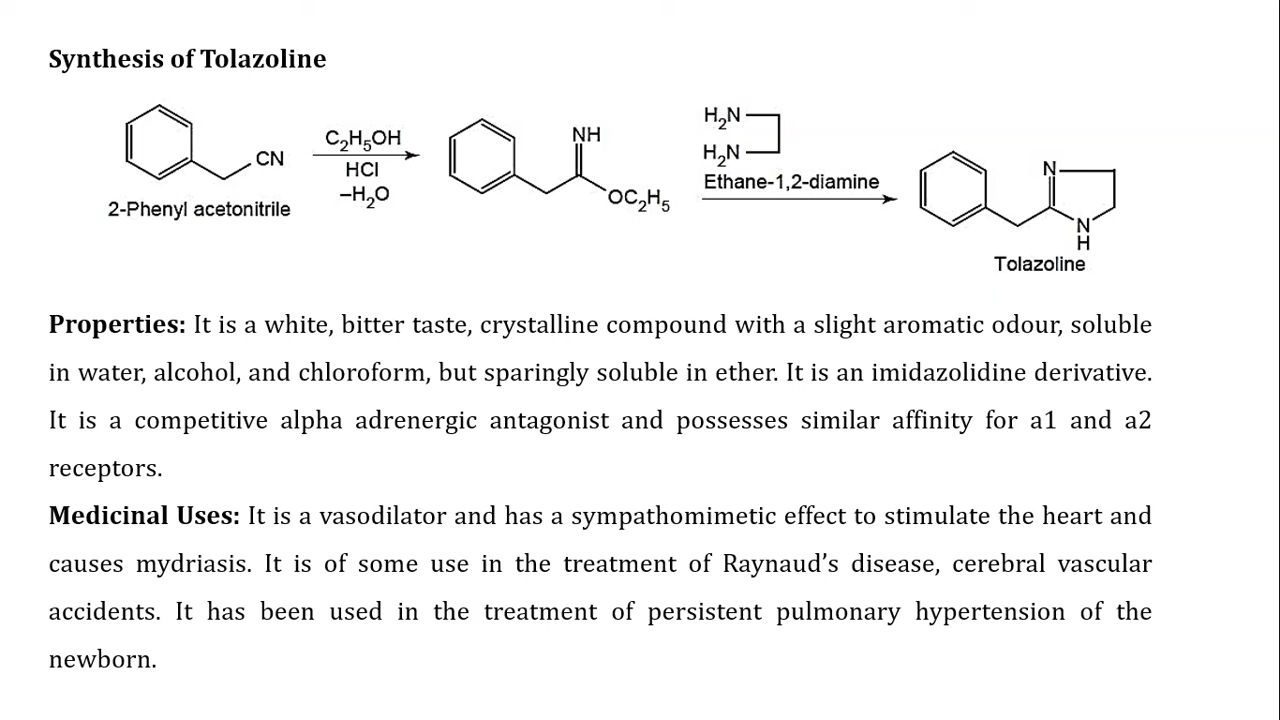 Synthesis of Tolazoline
CN
2-Phenyl acetonitrile
C₂H₅OH
HCl
–H₂O
NH
OC₂H₅
H₂N
H₂N
Ethane-1,2-diamine
N
N
H
Tolazoline
Properties: It is a white, bitter taste, crystalline compound with a slight aromatic odour, soluble
in water, alcohol, and chloroform, but sparingly soluble in ether. It is an imidazolidine derivative.
It is a competitive alpha adrenergic antagonist and possesses similar affinity for a1 and a2
receptors.
Medicinal Uses: It is a vasodilator and has a sympathomimetic effect to stimulate the heart and
causes mydriasis. It is of some use in the treatment of Raynaud’s disease, cerebral vascular
accidents. It has been used in the treatment of persistent pulmonary hypertension of the
newborn.